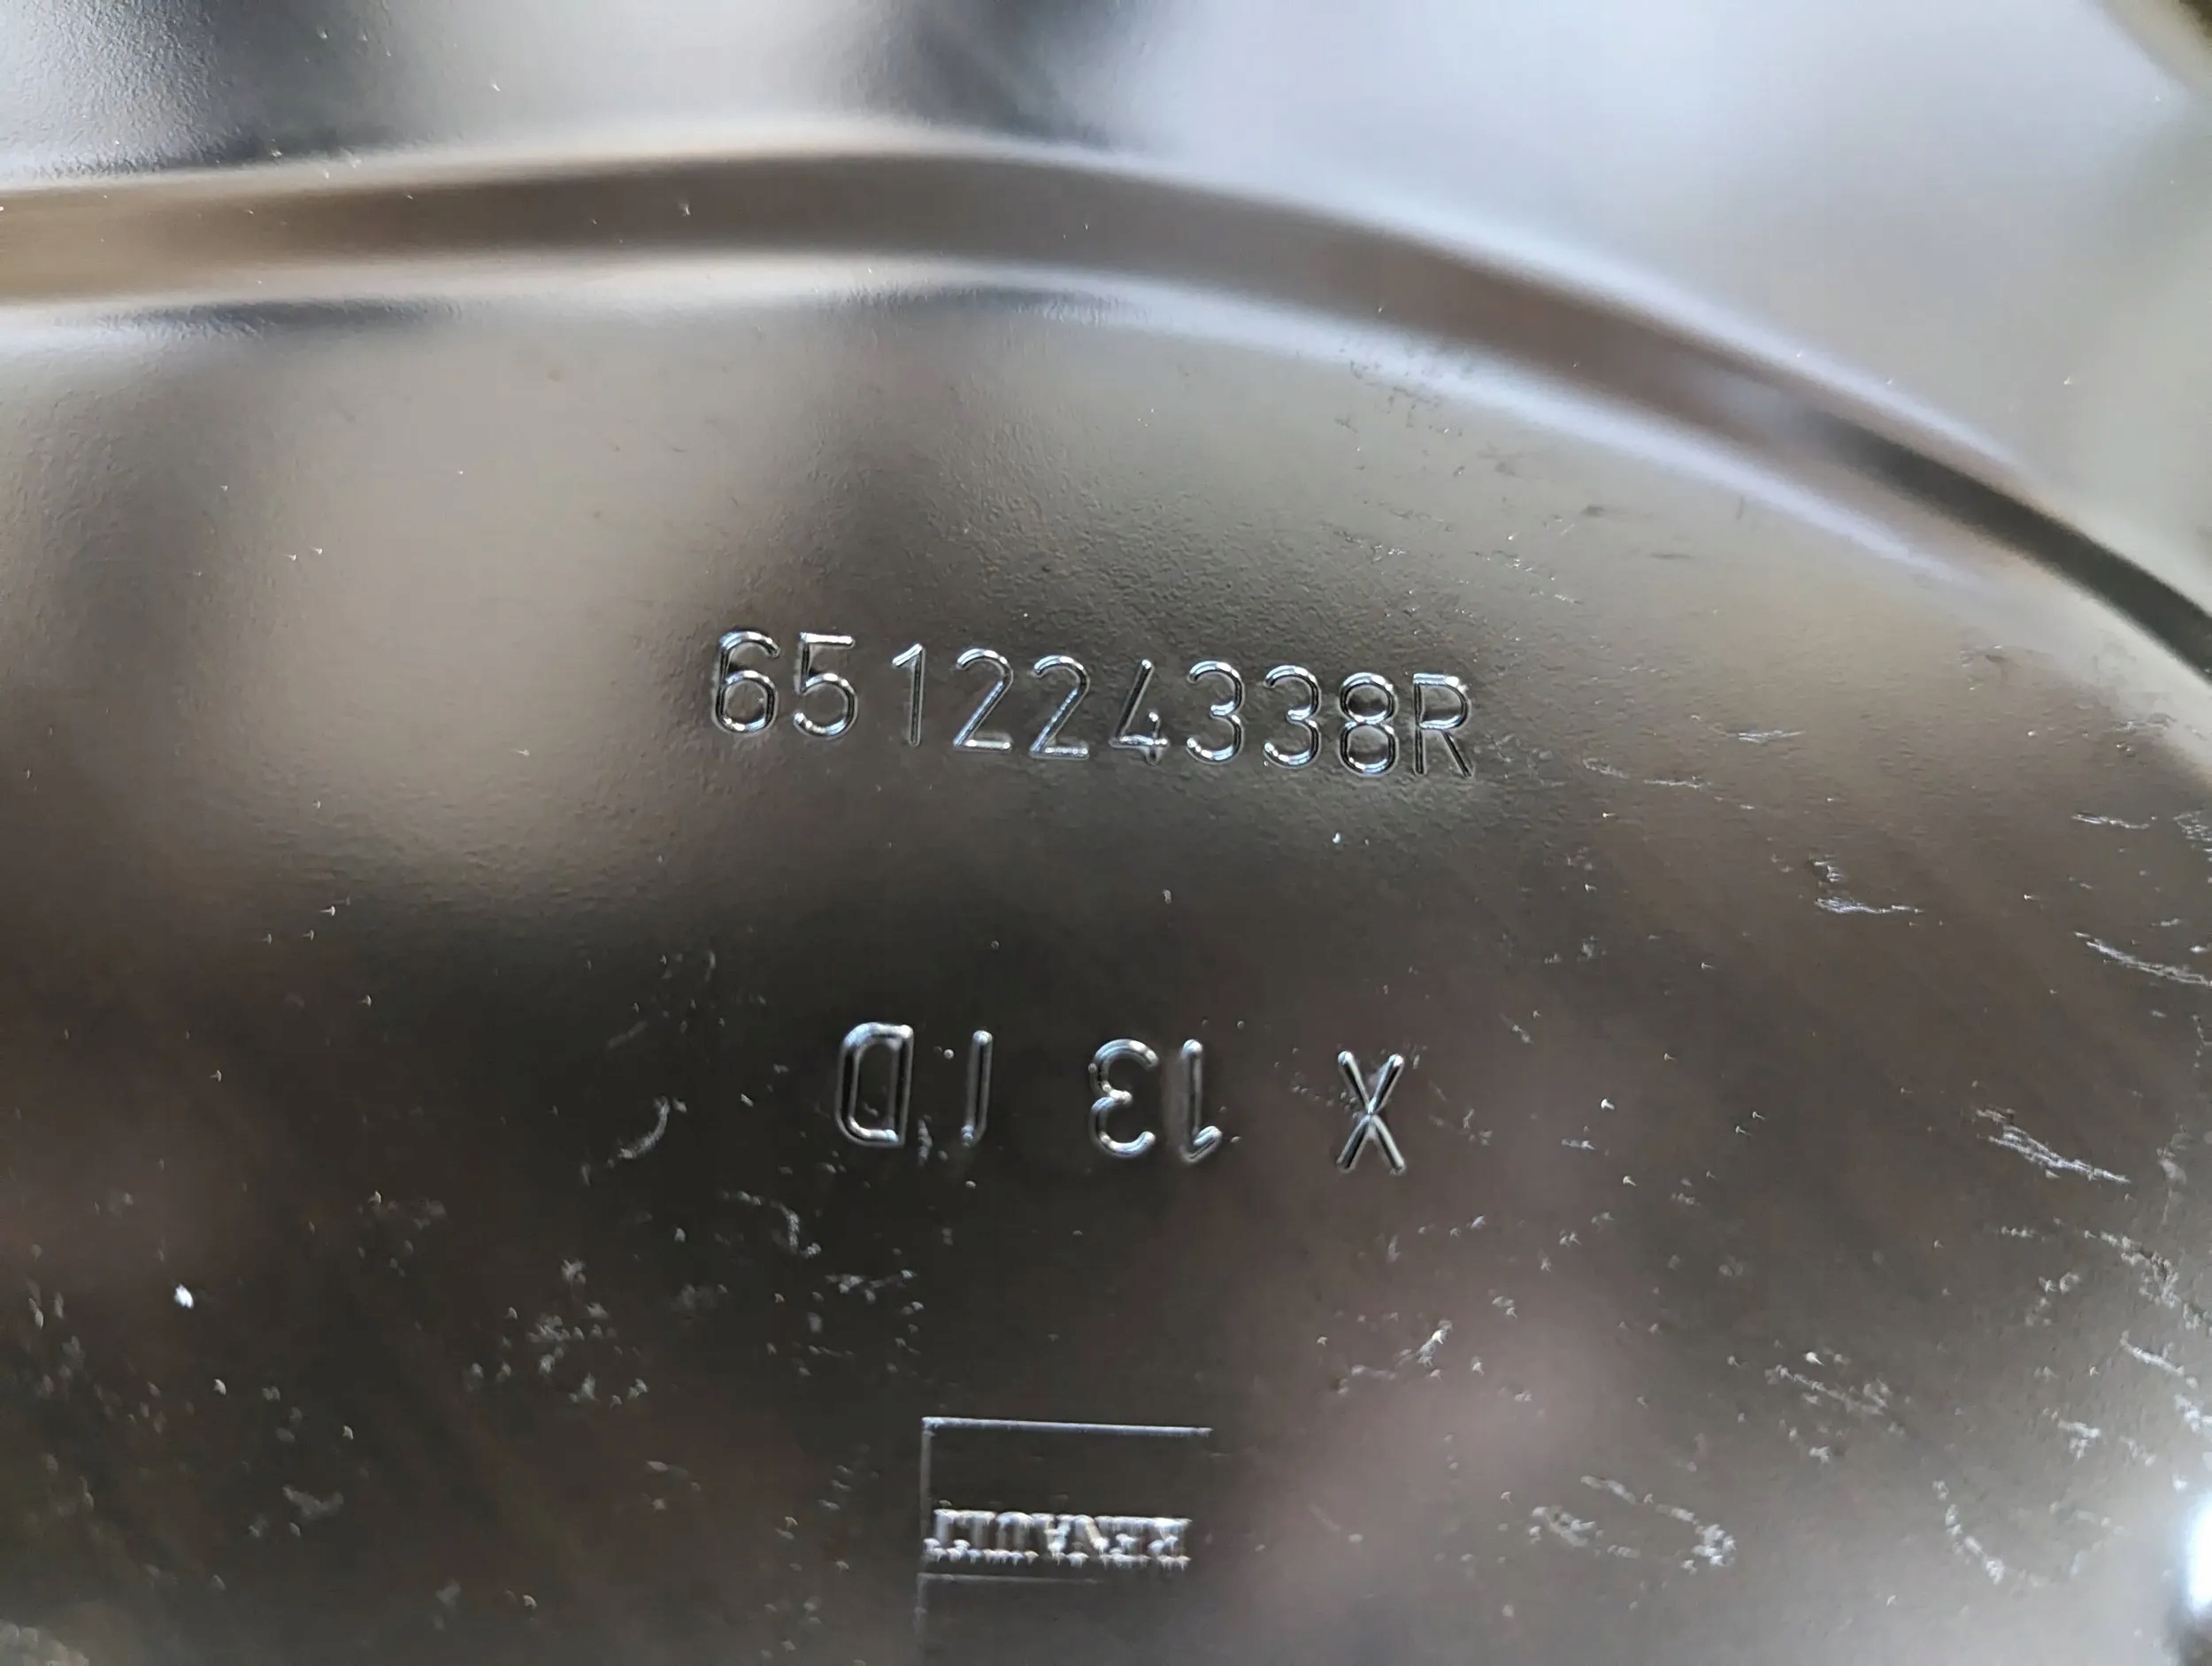 651224338R
X 13 ID
RENAULT